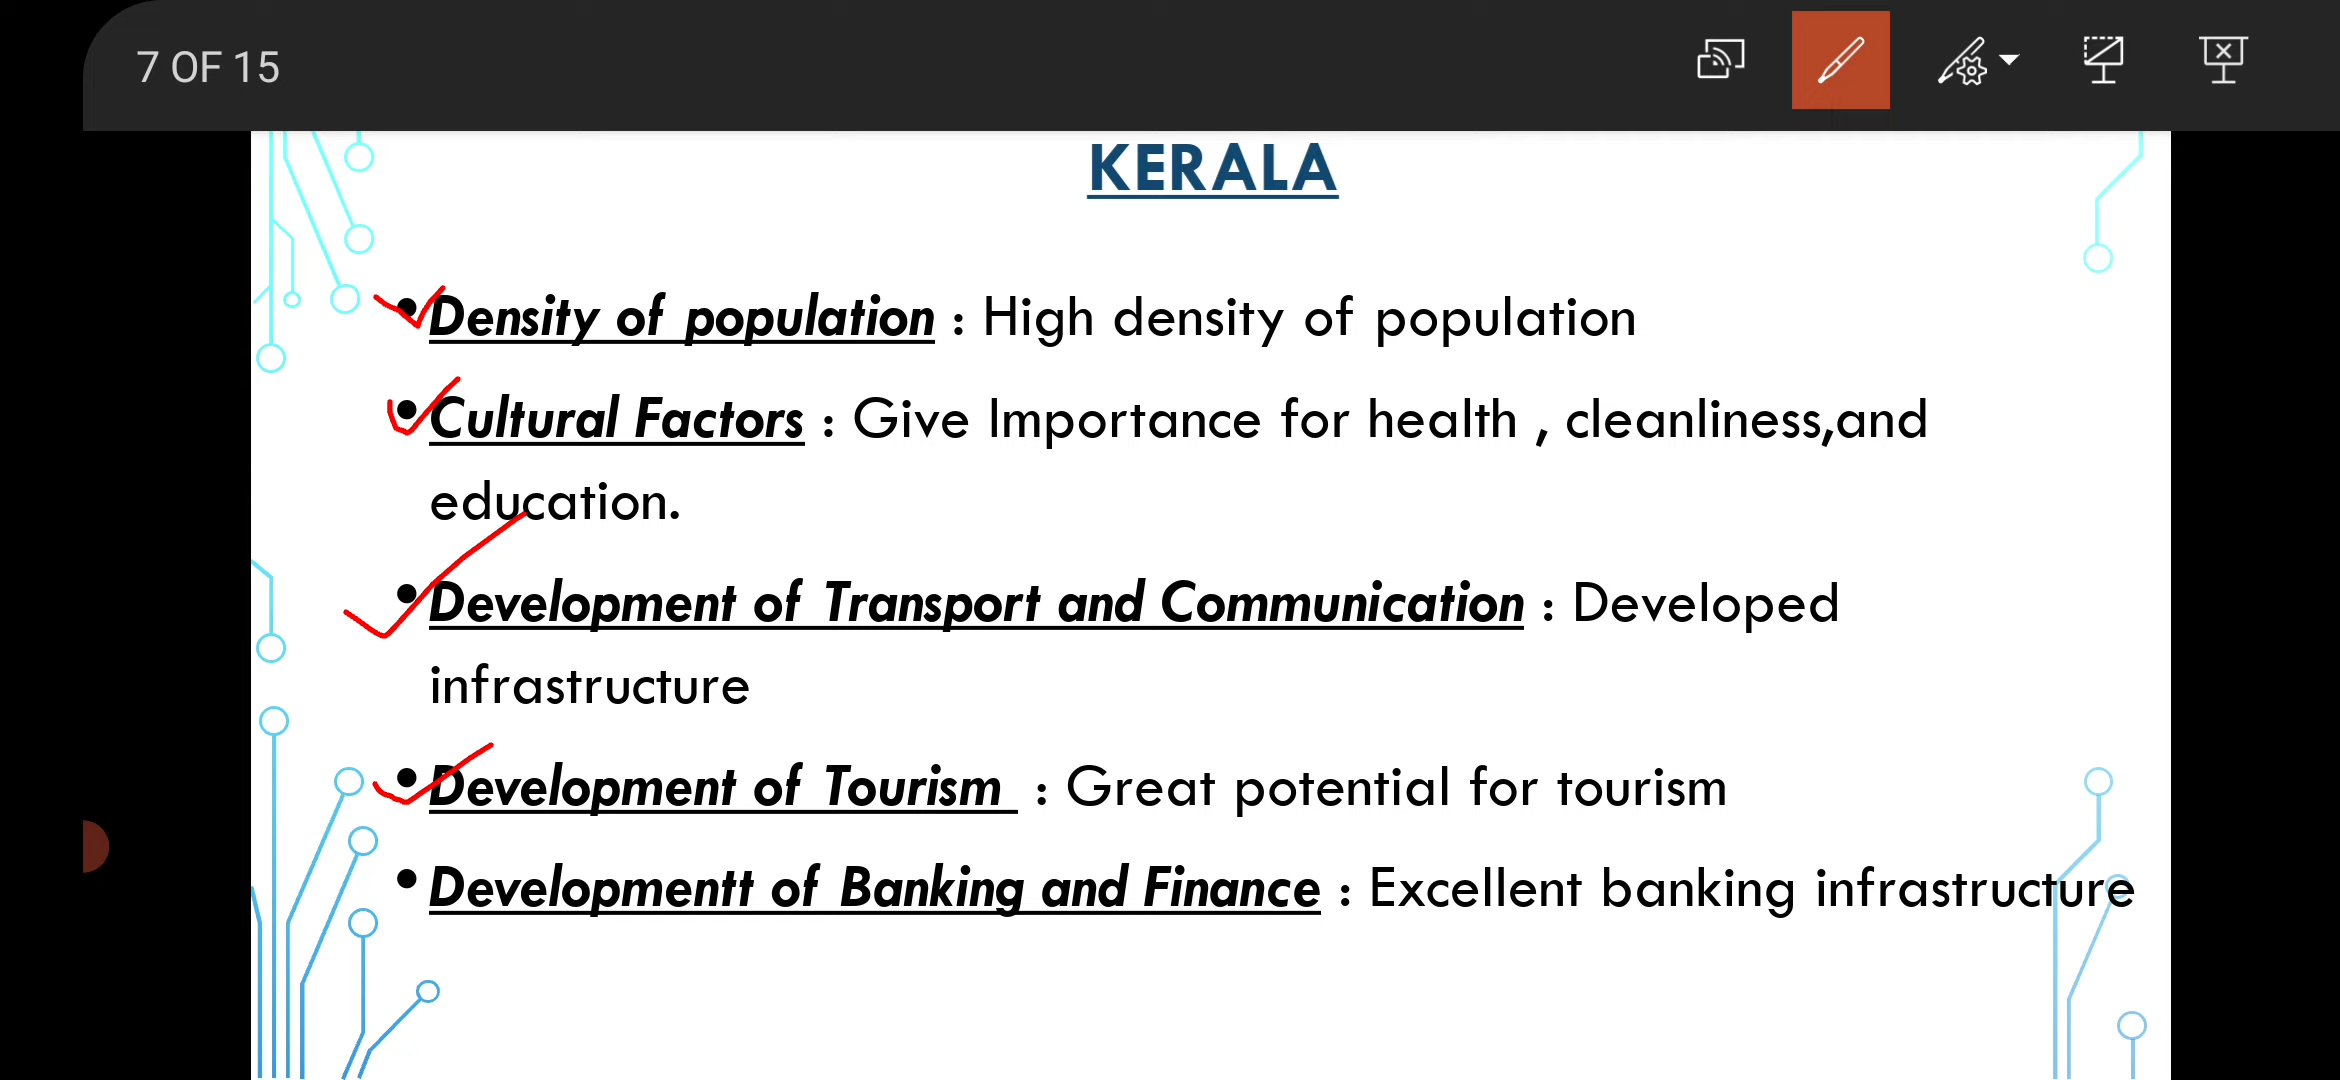 7 OF 15
KERALA
•Density of population : High density of population
•Cultural Factors : Give Importance for health , cleanliness,and
education.
•Development of Transport and Communication : Developed
infrastructure
•Development of Tourism : Great potential for tourism
•Developmentt of Banking and Finance : Excellent banking infrastructure